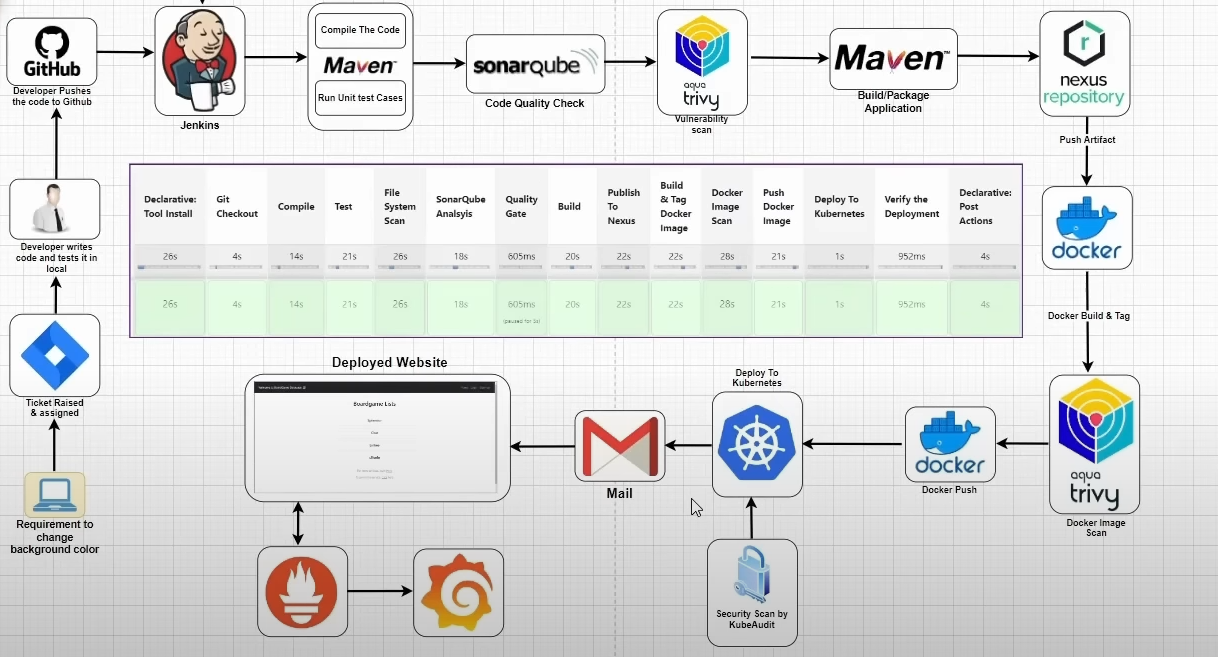 GitHub
Developer Pushes
the code to Github
Jenkins
Compile The Code
Maven
Run Unit test Cases
sonarqube
Code Quality Check
aqua
trivy
Vulnerability
scan
Maven™
Build/Package
Application
r
nexus
repository
Push Artifact
Developer writes
code and tests it in
local
Declarative:
Tool Install
Git
Checkout
Compile
Test
File
System
Scan
SonarQube
Analsyis
Quality
Gate
Build
Publish
To
Nexus
Build
& Tag
Docker
Image
Docker
Image
Scan
Push
Docker
Image
Deploy To
Kubernetes
Verify the
Deployment
Declarative:
Post
Actions
26s 4s 14s 21s 26s 18s 605ms 20s 22s 22s 28s 21s 1s 952ms 4s
26s 4s 14s 21s 26s 18s 605ms 20s 22s 22s 28s 21s 1s 952ms 4s
(paused for 5s)
docker
Docker Build & Tag
Ticket Raised
& assigned
Requirement to
change
background color
Deployed Website
Boardgame Lists
Mail
Deploy To
Kubernetes
docker
Docker Push
aqua
trivy
Docker Image
Scan
Security Scan by
KubeAudit